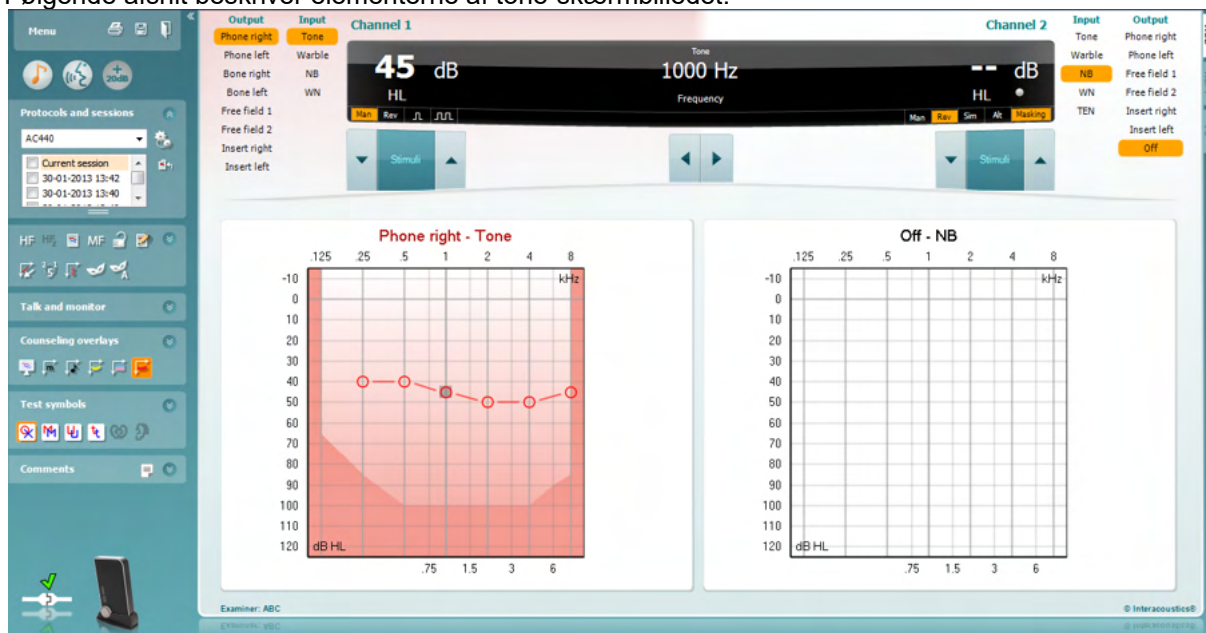 Følgende afsnit beskriver elementerne af tone-skærmbilledet.
Menu
Protocols and sessions
AC440
Current session
30-01-2013 13:42
30-01-2013 13:40
HF
MF
Talk and monitor
Counseling overlays
Test symbols
Comments
Output Input
Phone right Tone
Phone left Warble
Bone right NB
Bone left WN
Free field 1
Free field 2
Insert right
Insert left
Channel 1
Channel 2
45 dB
HL
Man Rev
Tone
1000 Hz
Frequency
-- dB
HL
Man Rev Sim Alt Masking
Stimuli
Stimuli
Input Output
Tone Phone right
Warble Phone left
NB Free field 1
WN Free field 2
TEN Insert right
Insert left
Off
Phone right - Tone
.125 .25 .5 1 2 4 8
kHz
-10
0
10
20
30
40
50
60
70
80
90
100
110
120
dB HL
.75 1.5 3 6
Off - NB
.125 .25 .5 1 2 4 8
kHz
-10
0
10
20
30
40
50
60
70
80
90
100
110
120
dB HL
.75 1.5 3 6
Examiner: ABC
© Interacoustics®